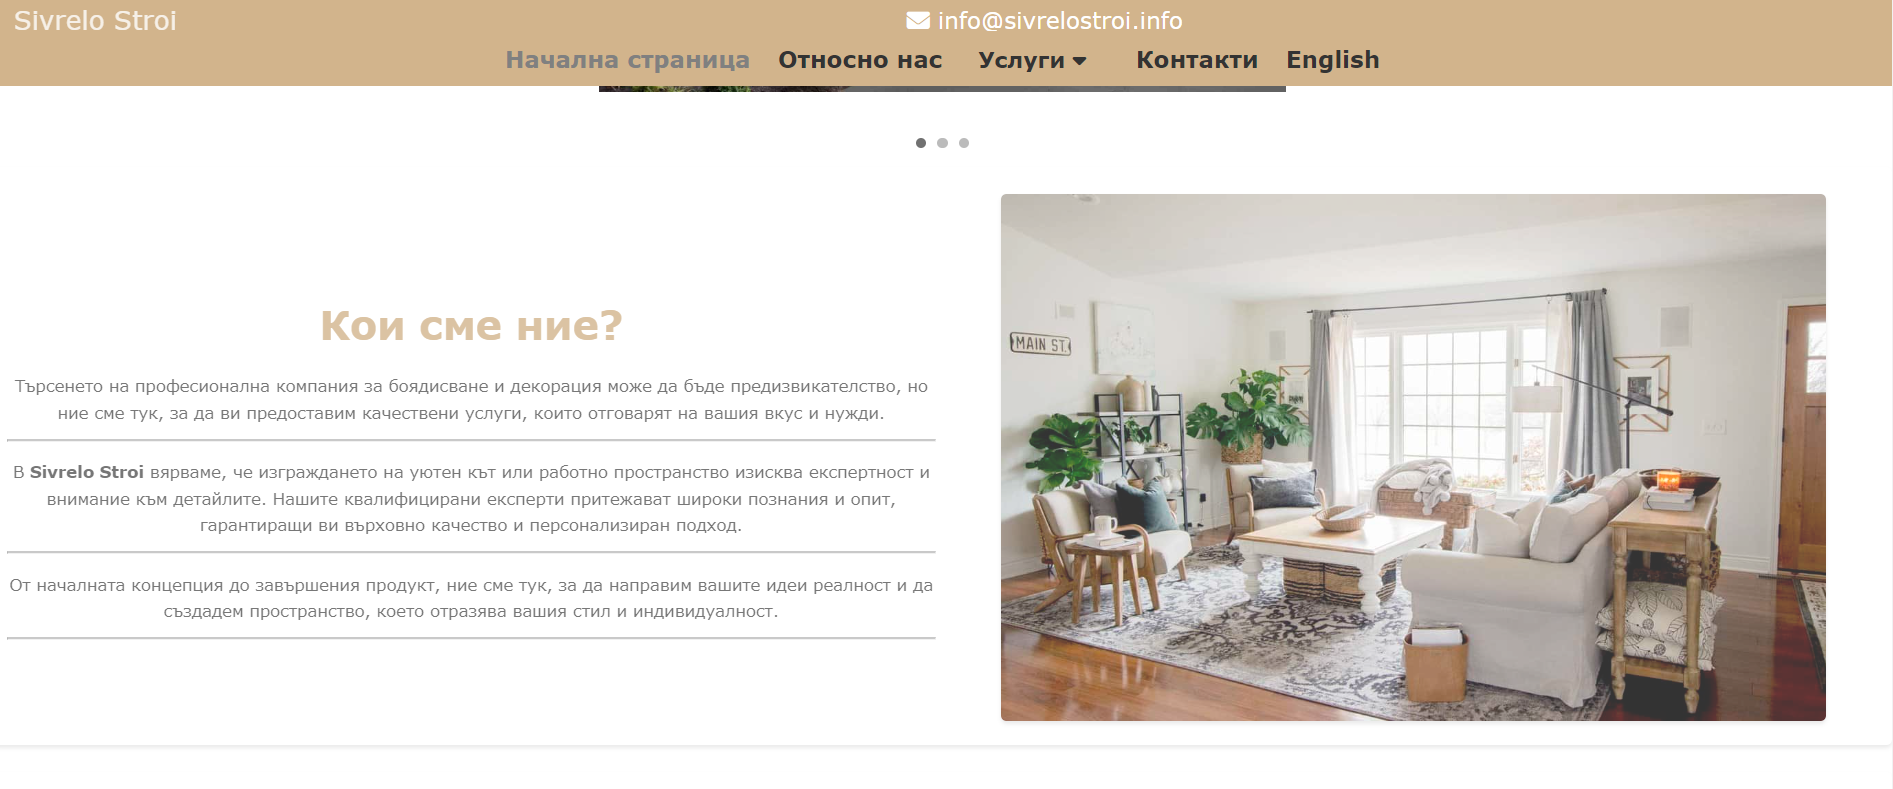 Sivrelo Stroi
info@sivrelostroi.info
Начална страница Относно нас Услуги Контакти English
Кои сме ние?
Търсенето на професионална компания за боядисване и декорация може да бъде предизвикателство, но
ние сме тук, за да ви предоставим качествени услуги, които отговарят на вашия вкус и нужди.
В Sivrelo Stroi вярваме, че изграждането на уютен кът или работно пространство изисква експертност и
внимание към детайлите. Нашите квалифицирани експерти притежават широки познания и опит,
гарантиращи ви върховно качество и персонализиран подход.
От началната концепция до завършения продукт, ние сме тук, за да направим вашите идеи реалност и да
създадем пространство, което отразява вашия стил и индивидуалност.
MAIN ST.